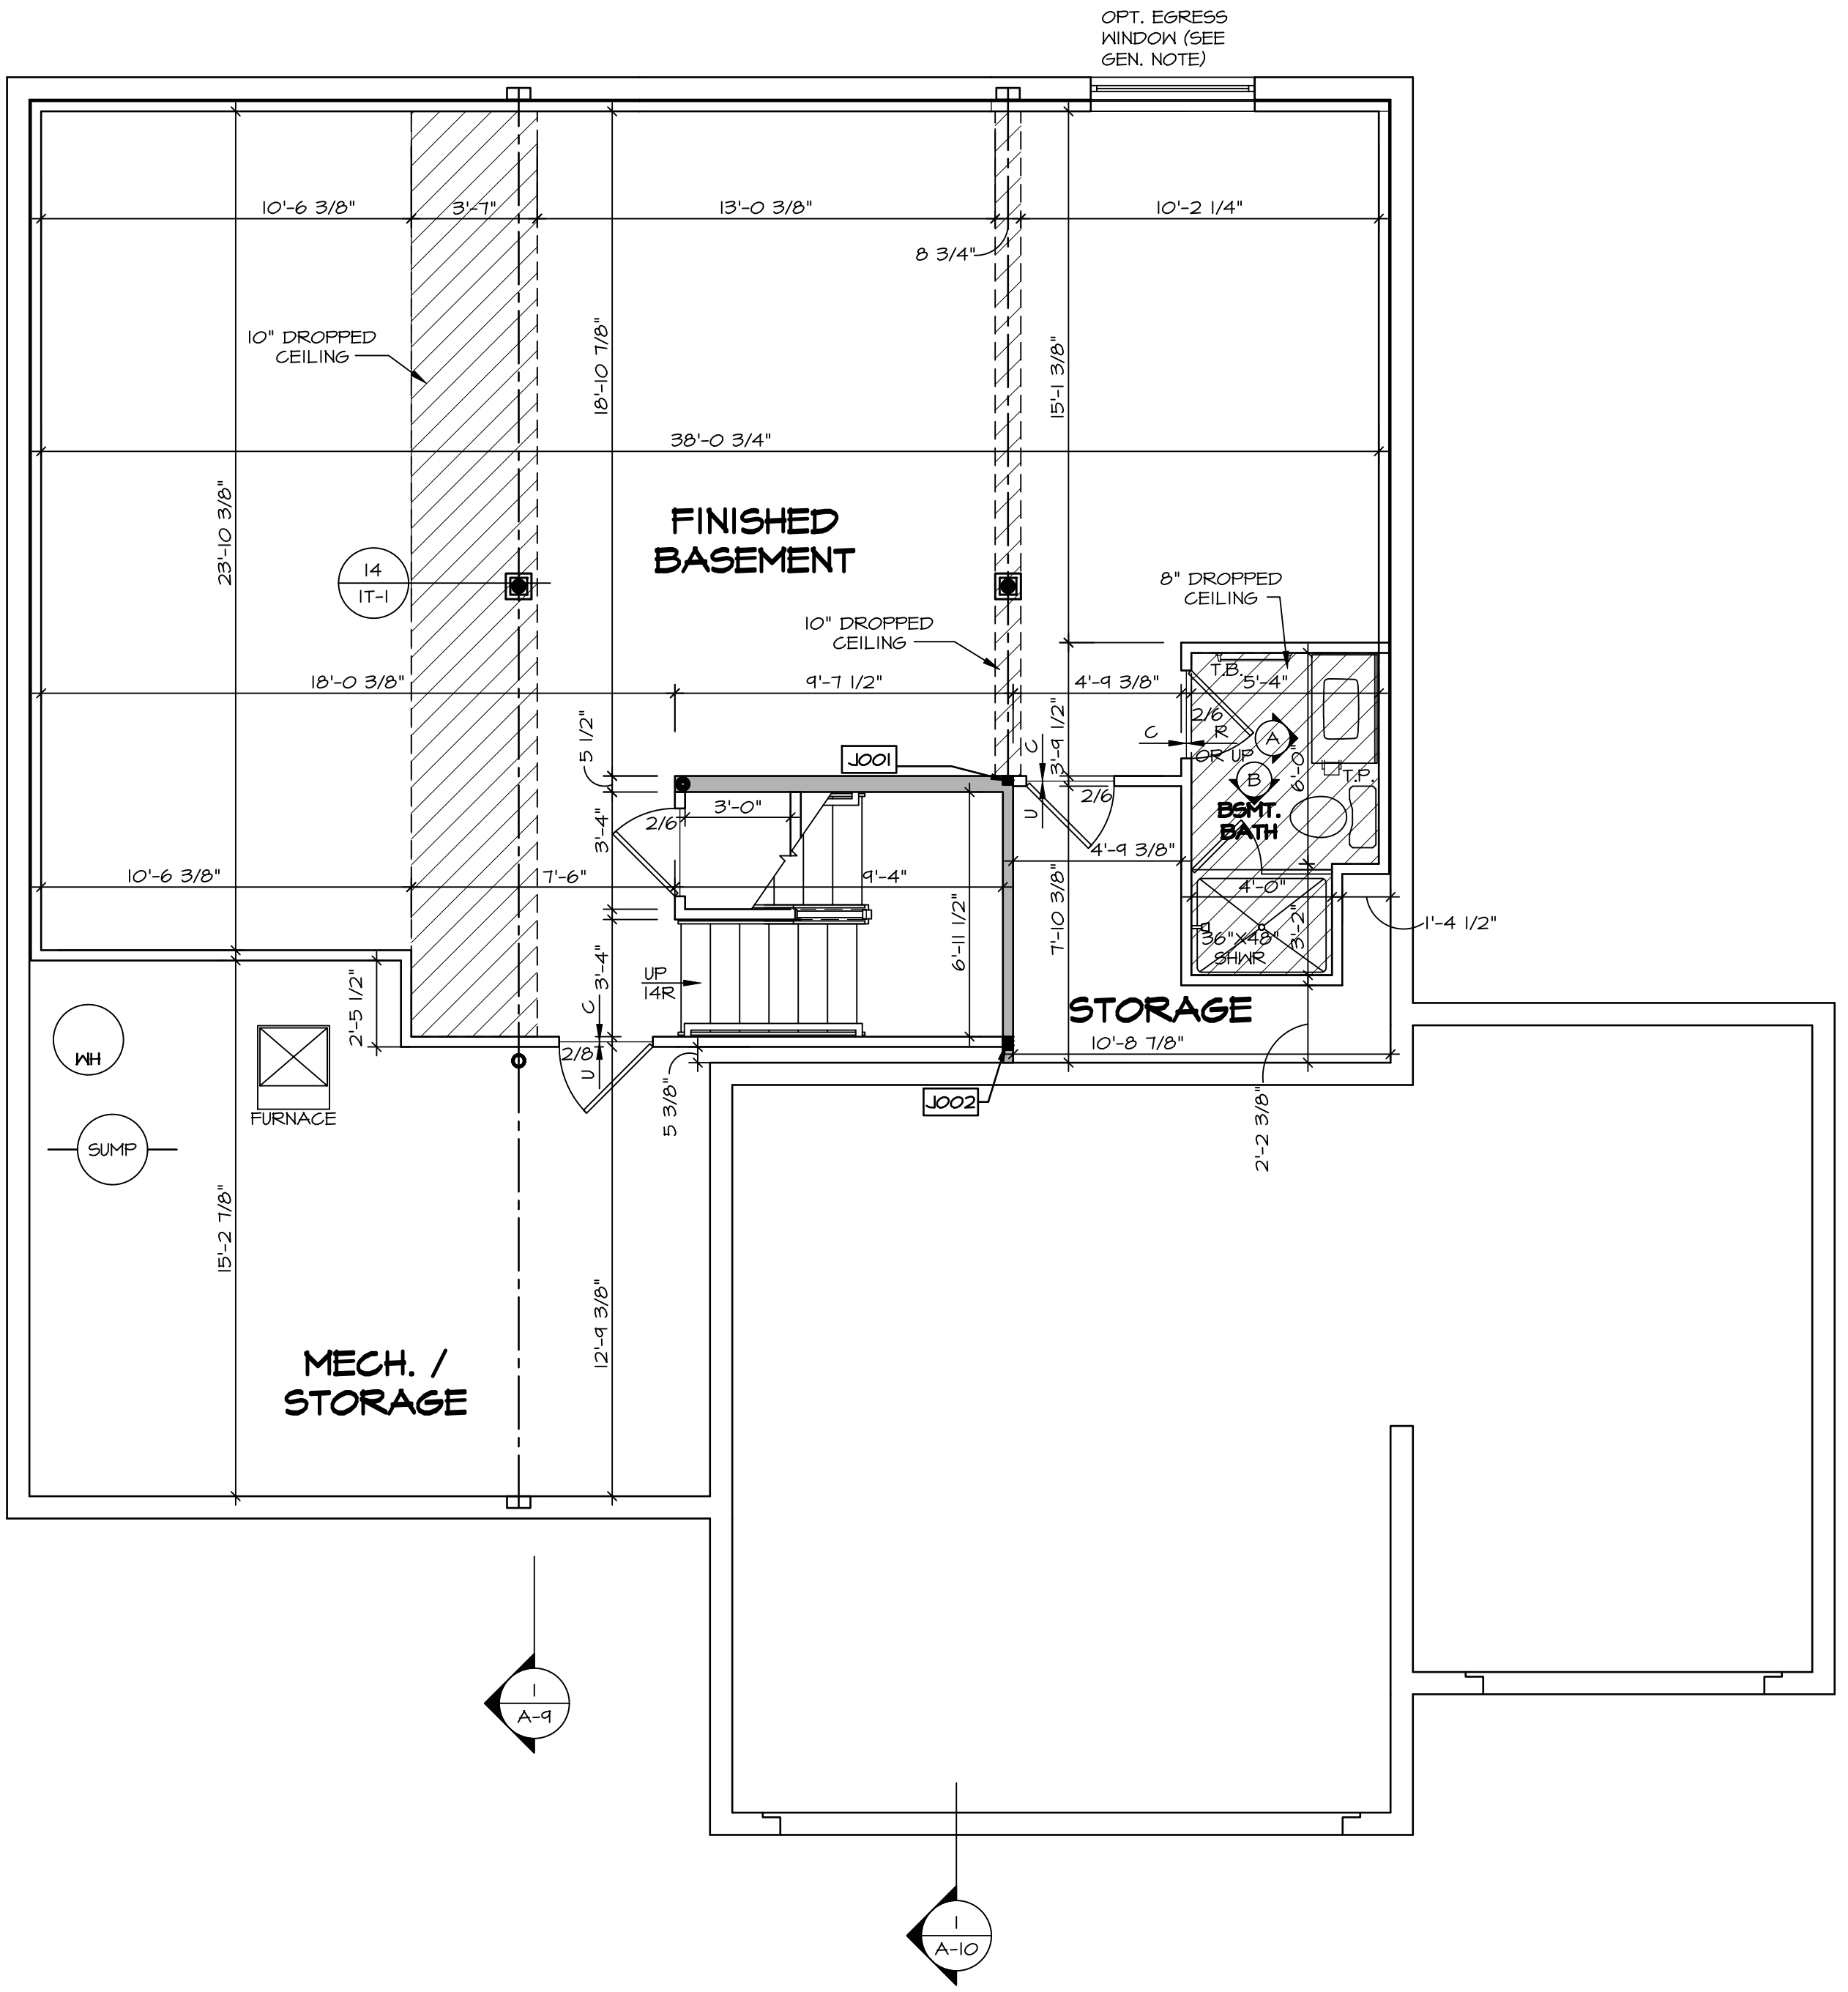 OPT. EGRESS
WINDOW (SEE
GEN. NOTE)
10'-6 3/8"
3'-7"
13'-0 3/8"
10'-2 1/4"
8 3/4"
10" DROPPED
CEILING
18'-10 7/8"
15'-1 3/8"
38'-0 3/4"
23'-10 3/8"
FINISHED
BASEMENT
14
1T-1
8" DROPPED
CEILING
10" DROPPED
CEILING
18'-0 3/8"
9'-7 1/2"
4'-9 3/8"
T.B.
5'-4"
2/6
R
OR UP
C
A
B
6'-0"
T.P.
BSMT.
BATH
5 1/2"
J001
C
U
3'-9 1/2"
2/6
3'-0"
2/6
3'-4"
4'-9 3/8"
10'-6 3/8"
7'-6"
9'-4"
4'-0"
1'-4 1/2"
6'-11 1/2"
7'-10 3/8"
3'-2"
36"X48"
SHWR
UP
14R
3'-4"
C
U
2/8
2'-5 1/2"
STORAGE
10'-8 7/8"
WH
FURNACE
SUMP
5 3/8"
J002
2'-2 3/8"
15'-2 7/8"
12'-9 3/8"
MECH. /
STORAGE
1
A-9
1
A-10